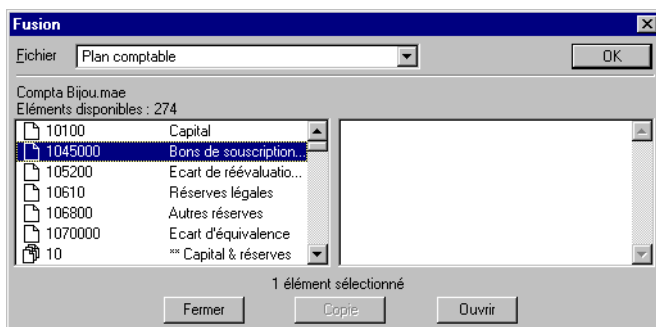 Fusion
Fichier Plan comptable OK
Compta Bijou.mae
Eléments disponibles : 274
10100 Capital
1045000 Bons de souscription...
105200 Ecart de réévaluatio...
10610 Réserves légales
106800 Autres réserves
1070000 Ecart d'équivalence
10 ** Capital & réserves
1 élément sélectionné
Fermer Copie Ouvrir